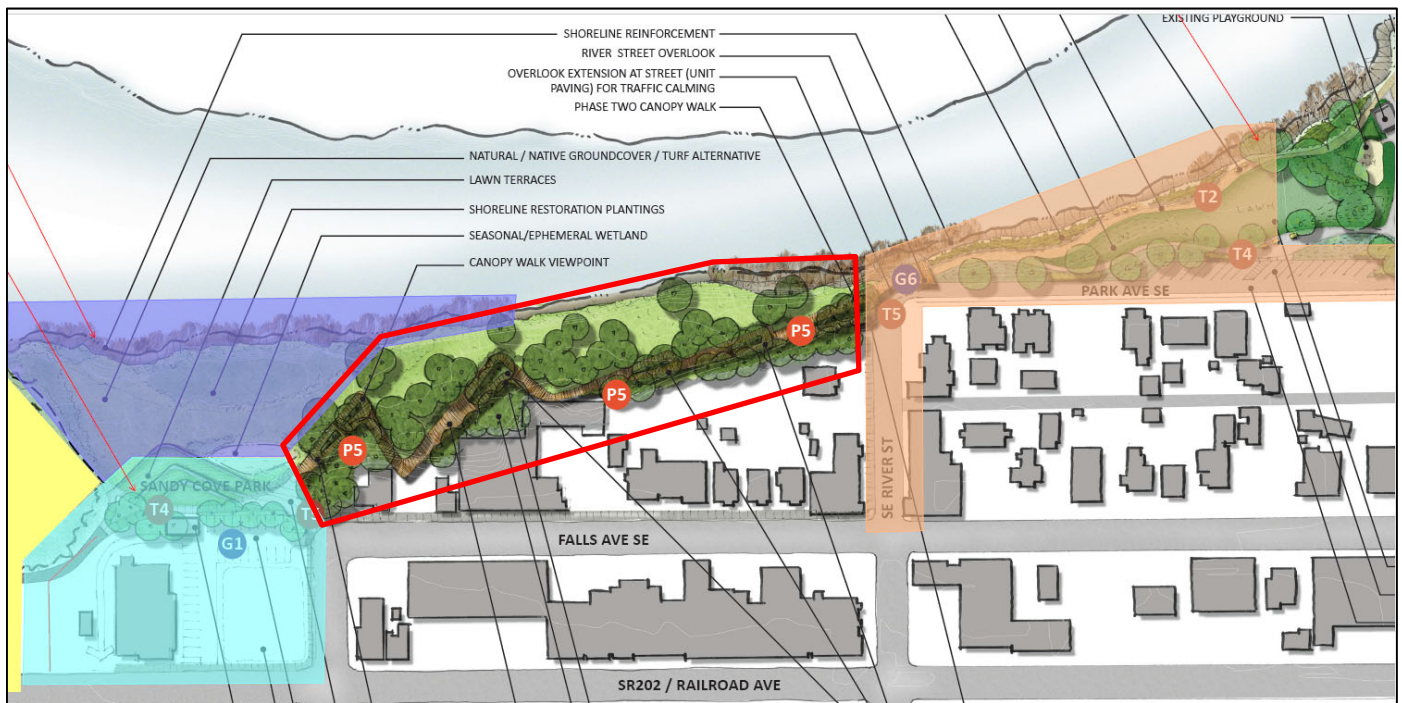 EXISTING PLAYGROUND
SHORELINE REINFORCEMENT
RIVER STREET OVERLOOK
OVERLOOK EXTENSION AT STREET (UNIT
PAVING) FOR TRAFFIC CALMING
PHASE TWO CANOPY WALK
NATURAL / NATIVE GROUNDCOVER / TURF ALTERNATIVE
LAWN TERRACES
SHORELINE RESTORATION PLANTINGS
SEASONAL/EPHEMERAL WETLAND
CANOPY WALK VIEWPOINT
T2
LAWN
T4
G6
PARK AVE SE
T5
P5
P5
P5
SANDY COVE PARK
T4
G1
SE RIVER ST
FALLS AVE SE
SR202 / RAILROAD AVE